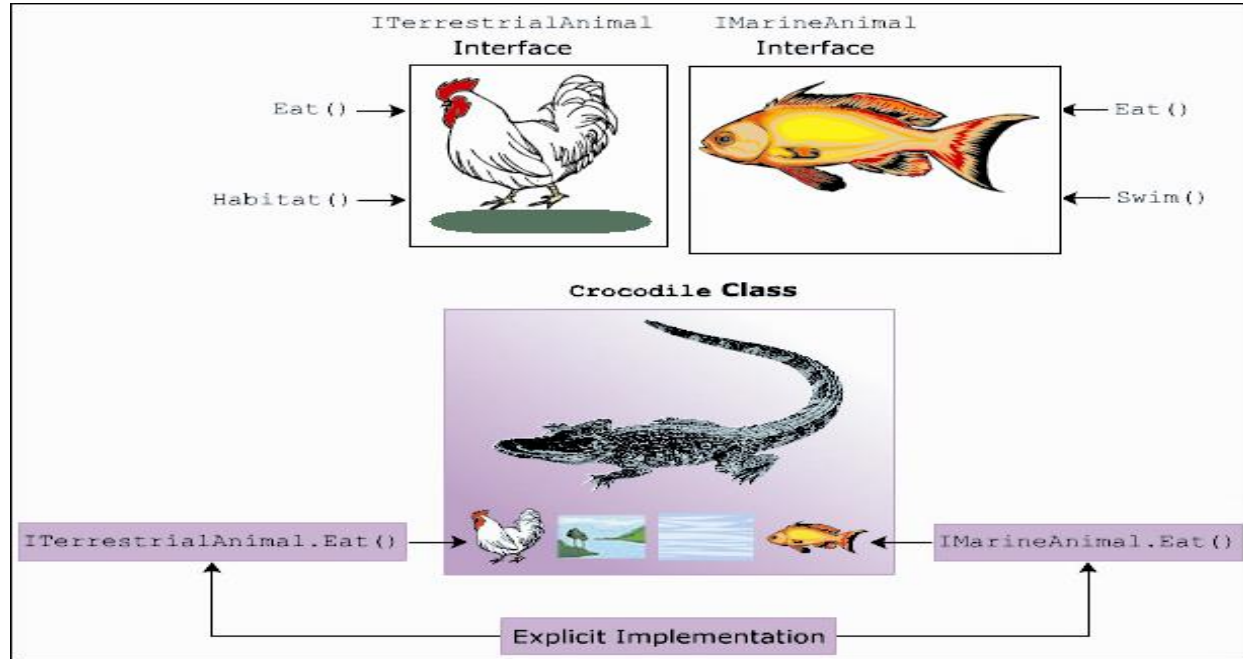 ITerrestrialAnimal
Interface
IMarineAnimal
Interface
Eat()
Habitat()
Eat()
Swim()
Crocodile Class
ITerrestrialAnimal.Eat()
IMarineAnimal.Eat()
Explicit Implementation